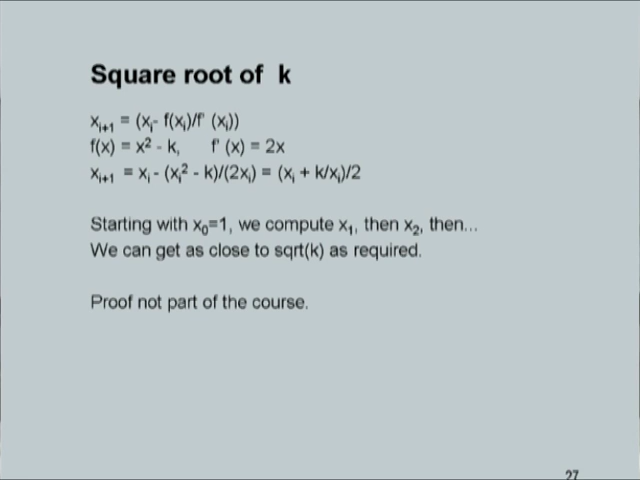 Square root of k
xᵢ₊₁ = (xᵢ- f(xᵢ)/f' (xᵢ))
f(x) = x² - k, f' (x) = 2x
xᵢ₊₁ = xᵢ - (xᵢ² - k)/(2xᵢ) = (xᵢ + k/xᵢ)/2
Starting with x₀=1, we compute x₁, then x₂, then...
We can get as close to sqrt(k) as required.
Proof not part of the course.
27